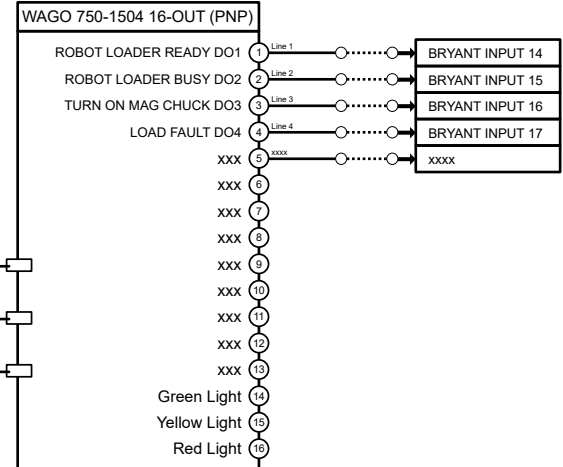 WAGO 750-1504 16-OUT (PNP)
ROBOT LOADER READY DO1 1 Line 1 BRYANT INPUT 14
ROBOT LOADER BUSY DO2 2 Line 2 BRYANT INPUT 15
TURN ON MAG CHUCK DO3 3 Line 3 BRYANT INPUT 16
LOAD FAULT DO4 4 Line 4 BRYANT INPUT 17
xxx 5 xxxx xxxx
xxx 6
xxx 7
xxx 8
xxx 9
xxx 10
xxx 11
xxx 12
xxx 13
Green Light 14
Yellow Light 15
Red Light 16